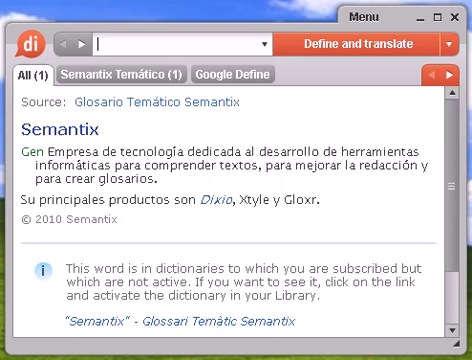 Menu
di
Define and translate
All (1)
Semantix Temático (1)
Google Define
Source: Glosario Temático Semantix
Semantix
Gen Empresa de tecnología dedicada al desarrollo de herramientas
informáticas para comprender textos, para mejorar la redacción y
para crear glosarios.
Su principales productos son Dixio, Xtyle y Gloxr.
© 2010 Semantix
i
This word is in dictionaries to which you are subscribed but
which are not active. If you want to see it, click on the link
and activate the dictionary in your Library.
"Semantix" - Glossari Temàtic Semantix